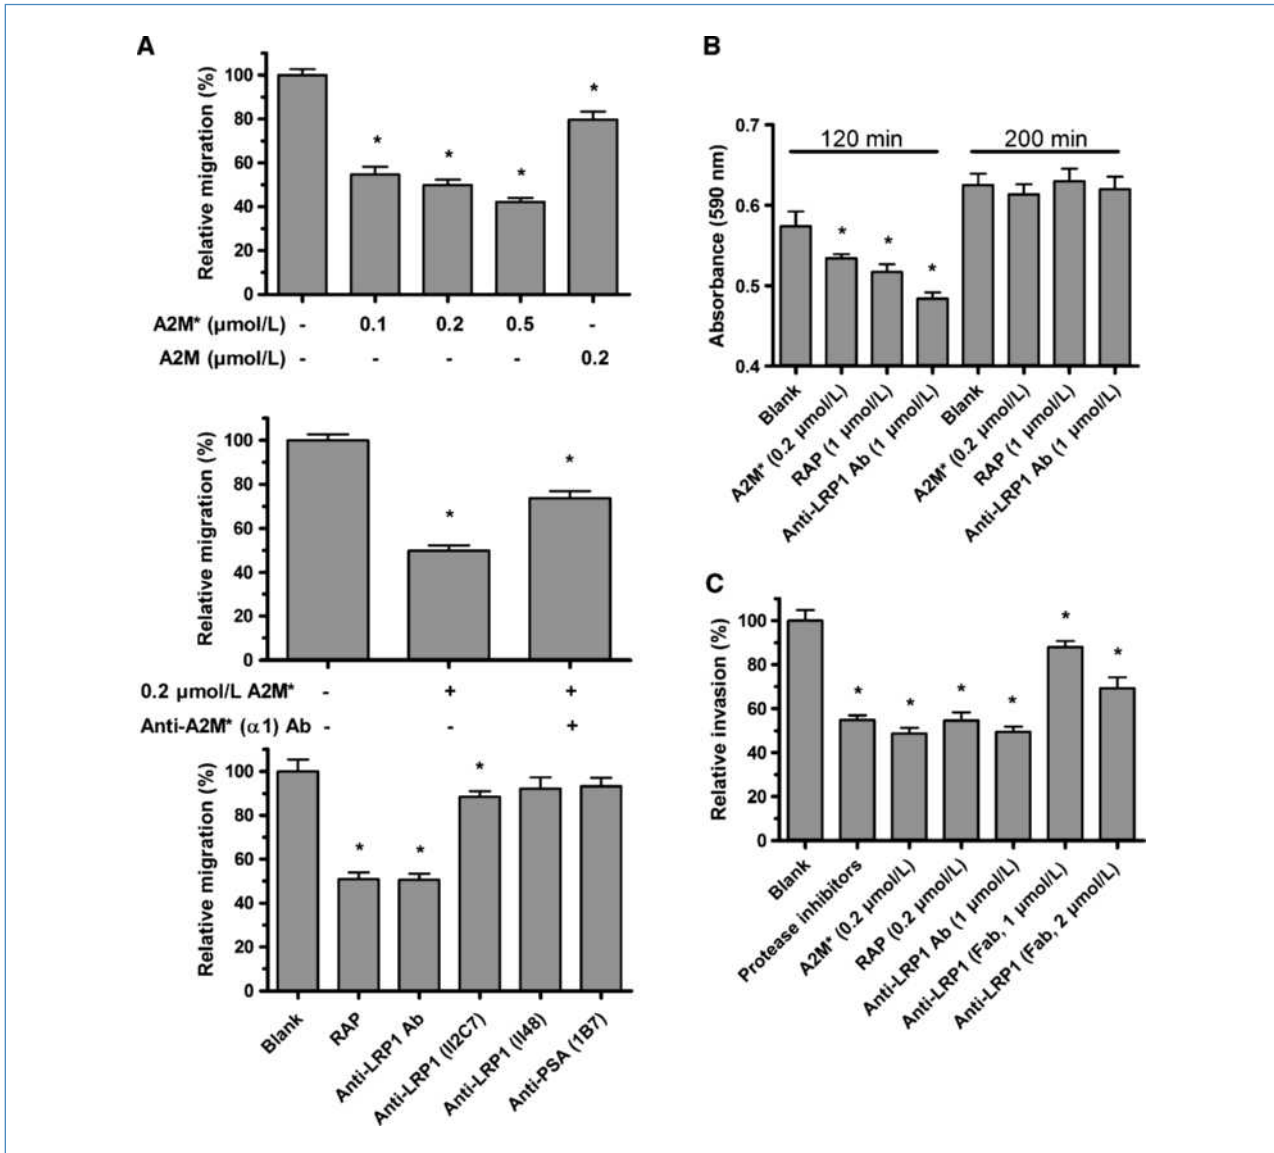 A
Relative migration (%)
100
80
60
40
20
0
* * * *
A2M* (μmol/L) - 0.1 0.2 0.5 -
A2M (μmol/L) - - - - 0.2
Relative migration (%)
100
80
60
40
20
0
* *
0.2 μmol/L A2M* - + +
Anti-A2M* (α1) Ab - - +
Relative migration (%)
100
80
60
40
20
0
* * *
Blank
RAP
Anti-LRP1 Ab
Anti-LRP1 (II2C7)
Anti-LRP1 (II48)
Anti-PSA (1B7)
B
Absorbance (590 nm)
0.7
0.6
0.5
0.4
120 min 200 min
* * *
Blank
A2M* (0.2 μmol/L)
RAP (1 μmol/L)
Anti-LRP1 Ab (1 μmol/L)
Blank
A2M* (0.2 μmol/L)
RAP (1 μmol/L)
Anti-LRP1 Ab (1 μmol/L)
C
Relative invasion (%)
100
80
60
40
20
0
* * * * * *
Blank
Protease inhibitors
A2M* (0.2 μmol/L)
RAP (0.2 μmol/L)
Anti-LRP1 Ab (1 μmol/L)
Anti-LRP1 (Fab, 1 μmol/L)
Anti-LRP1 (Fab, 2 μmol/L)